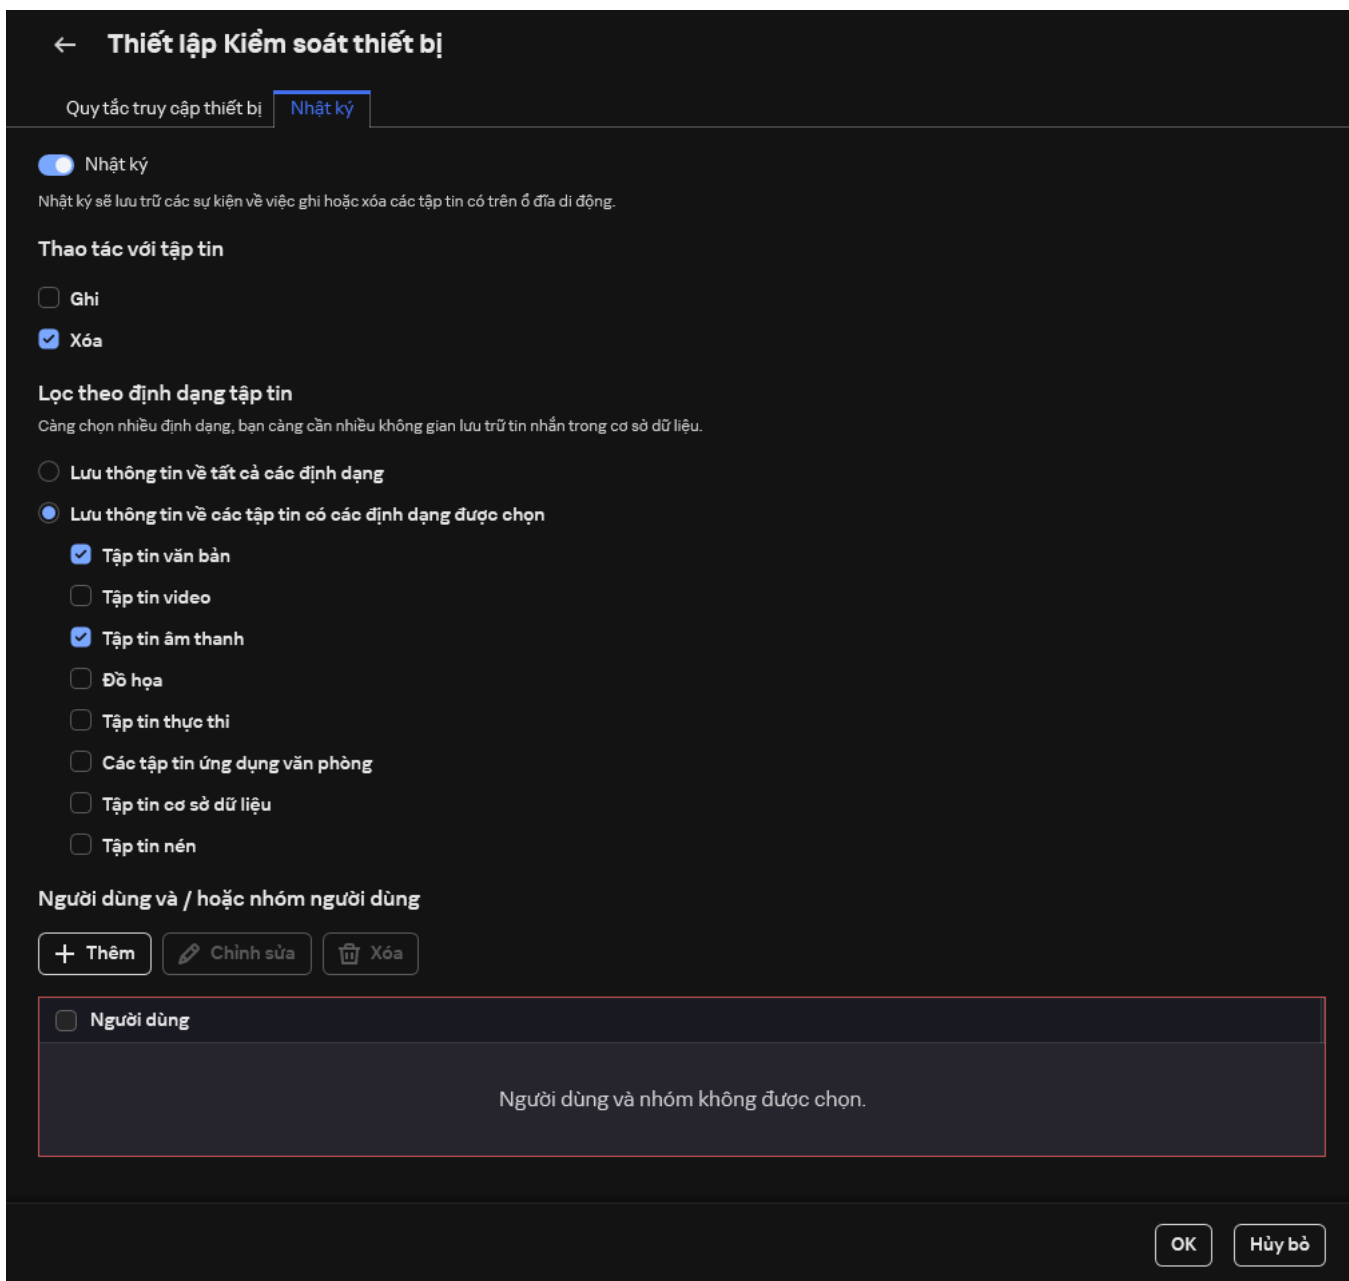 Thiết lập Kiểm soát thiết bị
Quy tắc truy cập thiết bị
Nhật ký
Nhật ký
Nhật ký sẽ lưu trữ các sự kiện về việc ghi hoặc xóa các tập tin có trên ổ đĩa di động.
Thao tác với tập tin
Ghi
Xóa
Lọc theo định dạng tập tin
Càng chọn nhiều định dạng, bạn càng cần nhiều không gian lưu trữ tin nhắn trong cơ sở dữ liệu.
Lưu thông tin về tất cả các định dạng
Lưu thông tin về các tập tin có các định dạng được chọn
Tập tin văn bản
Tập tin video
Tập tin âm thanh
Đồ họa
Tập tin thực thi
Các tập tin ứng dụng văn phòng
Tập tin cơ sở dữ liệu
Tập tin nén
Người dùng và / hoặc nhóm người dùng
Thêm
Chỉnh sửa
Xóa
Người dùng
Người dùng và nhóm không được chọn.
OK
Hủy bỏ